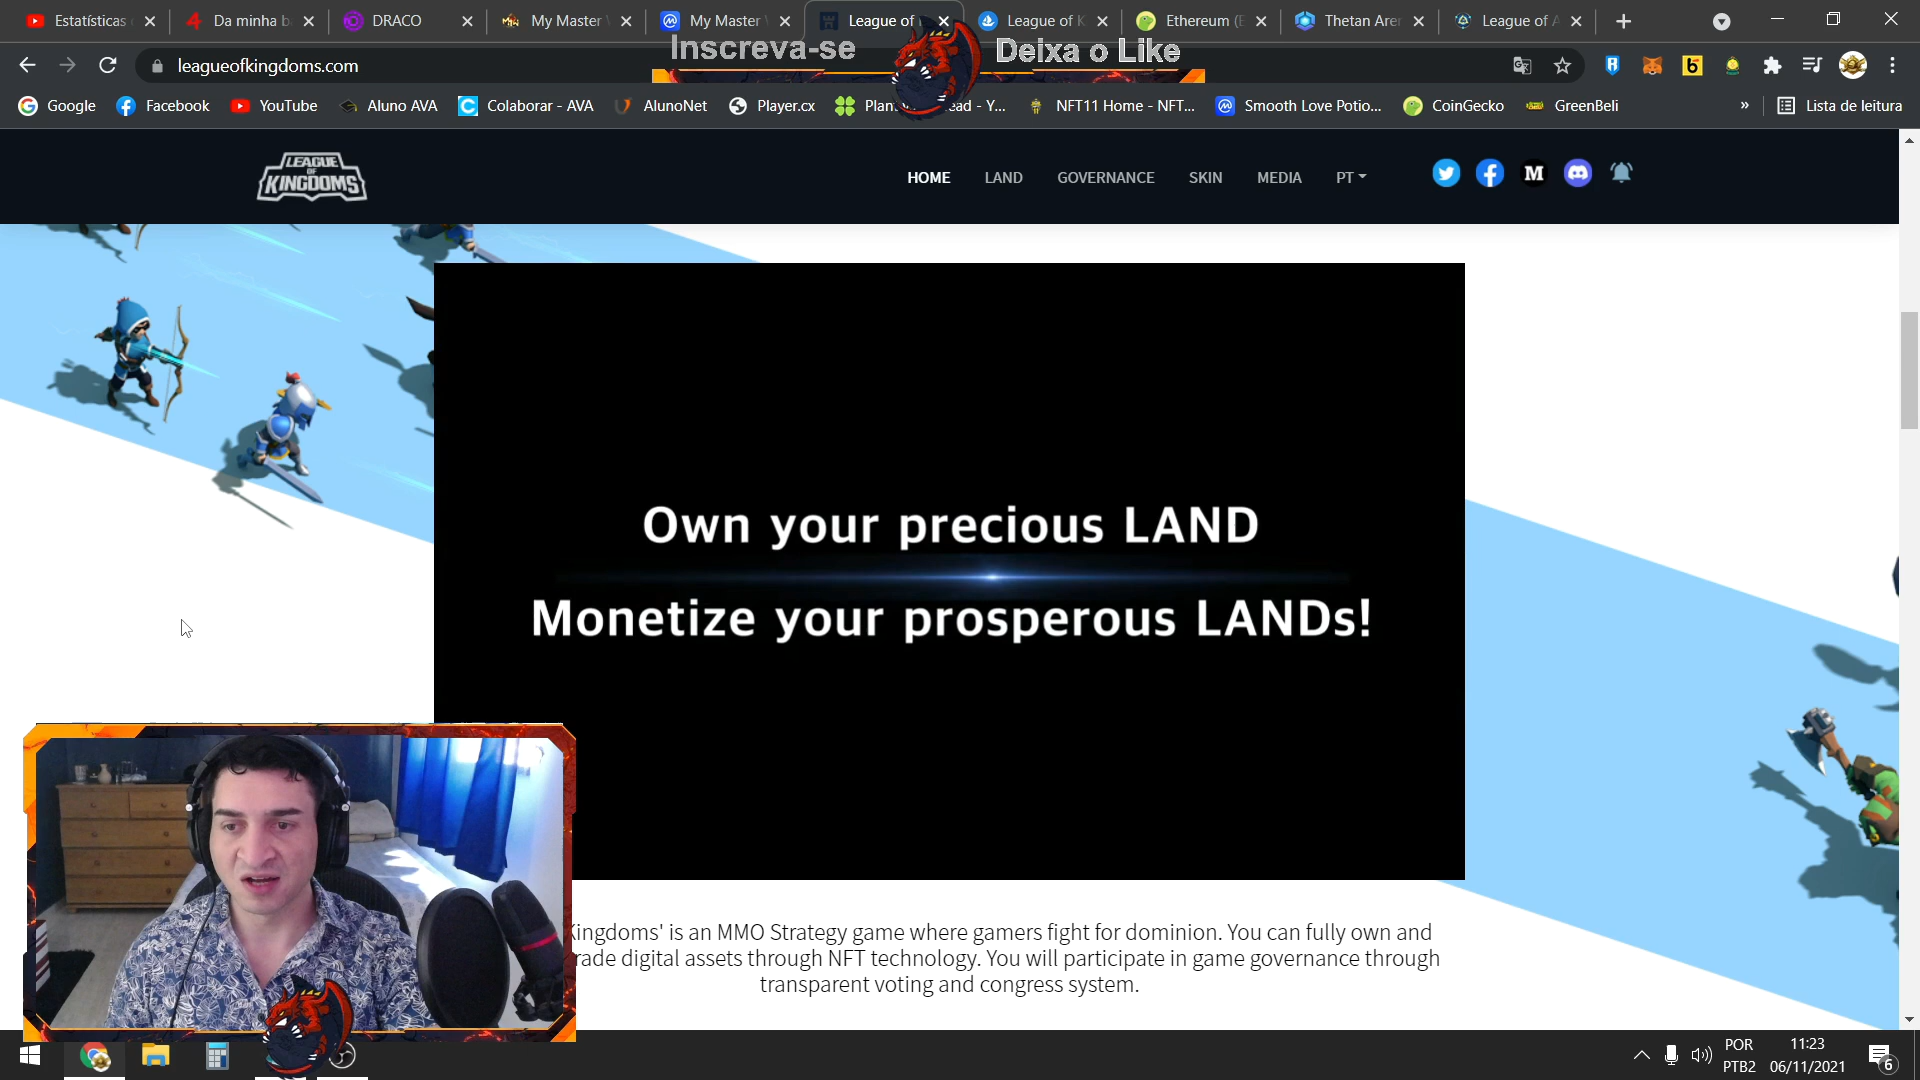 Estatísticas
Da minha b
DRACO
My Master
My Master
League of
League of K
Ethereum (E
Thetan Arer
League of A
Inscreva-se
Deixa o Like
leagueofkingdoms.com
Google
Facebook
YouTube
Aluno AVA
Colaborar - AVA
AlunoNet
Player.cx
ead - Y...
NFT11 Home - NFT...
Smooth Love Potio...
CoinGecko
GreenBeli
»
Lista de leitura
LEAGUE
OF
KINGDOMS
HOME
LAND
GOVERNANCE
SKIN
MEDIA
PT
Own your precious LAND
Monetize your prosperous LANDs!
Kingdoms' is an MMO Strategy game where gamers fight for dominion. You can fully own and
rade digital assets through NFT technology. You will participate in game governance through
transparent voting and congress system.
POR
PTB2
11:23
06/11/2021
6